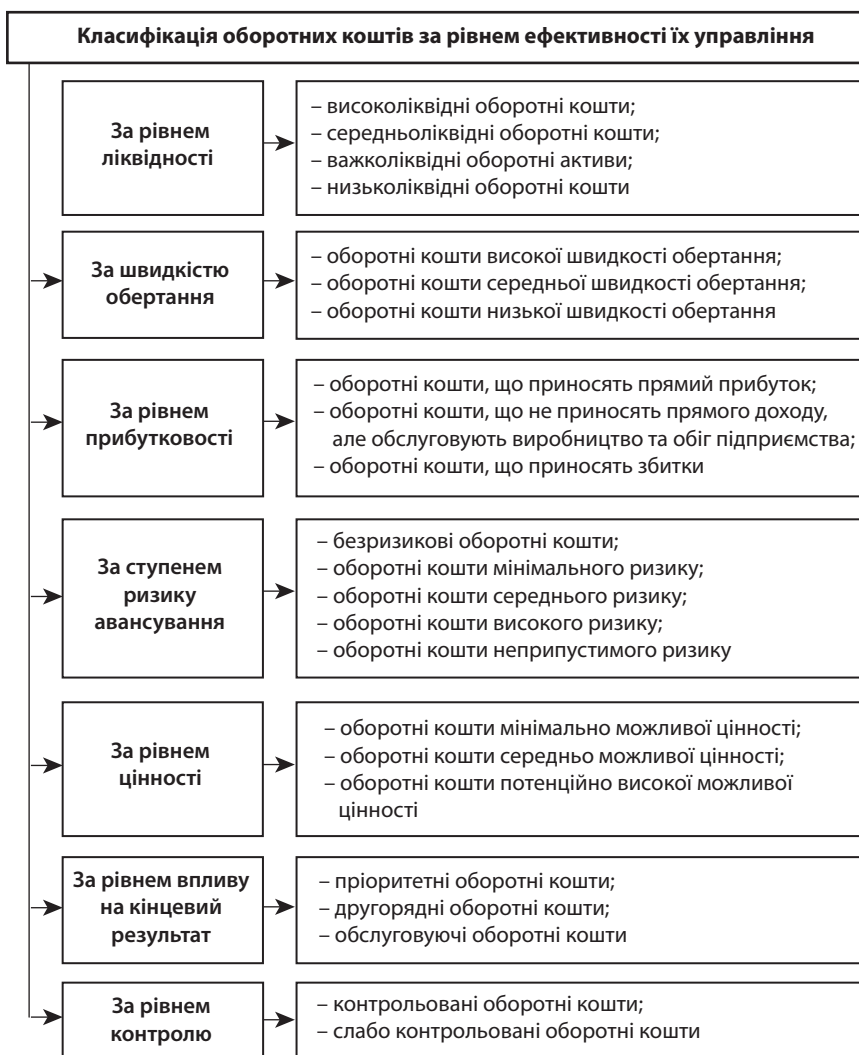 Класифікація оборотних коштів за рівнем ефективності їх управління
За рівнем
ліквідності
– високоліквідні оборотні кошти;
– середньоліквідні оборотні кошти;
– важколіквідні оборотні активи;
– низьколіквідні оборотні кошти
За швидкістю
обертання
– оборотні кошти високої швидкості обертання;
– оборотні кошти середньої швидкості обертання;
– оборотні кошти низької швидкості обертання
За рівнем
прибутковості
– оборотні кошти, що приносять прямий прибуток;
– оборотні кошти, що не приносять прямого доходу,
але обслуговують виробництво та обіг підприємства;
– оборотні кошти, що приносять збитки
За ступенем
ризику
авансування
– безризикові оборотні кошти;
– оборотні кошти мінімального ризику;
– оборотні кошти середнього ризику;
– оборотні кошти високого ризику;
– оборотні кошти неприпустимого ризику
За рівнем
цінності
– оборотні кошти мінімально можливої цінності;
– оборотні кошти середньо можливої цінності;
– оборотні кошти потенційно високої можливої
цінності
За рівнем впливу
на кінцевий
результат
– пріоритетні оборотні кошти;
– другорядні оборотні кошти;
– обслуговуючі оборотні кошти
За рівнем
контролю
– контрольовані оборотні кошти;
– слабо контрольовані оборотні кошти